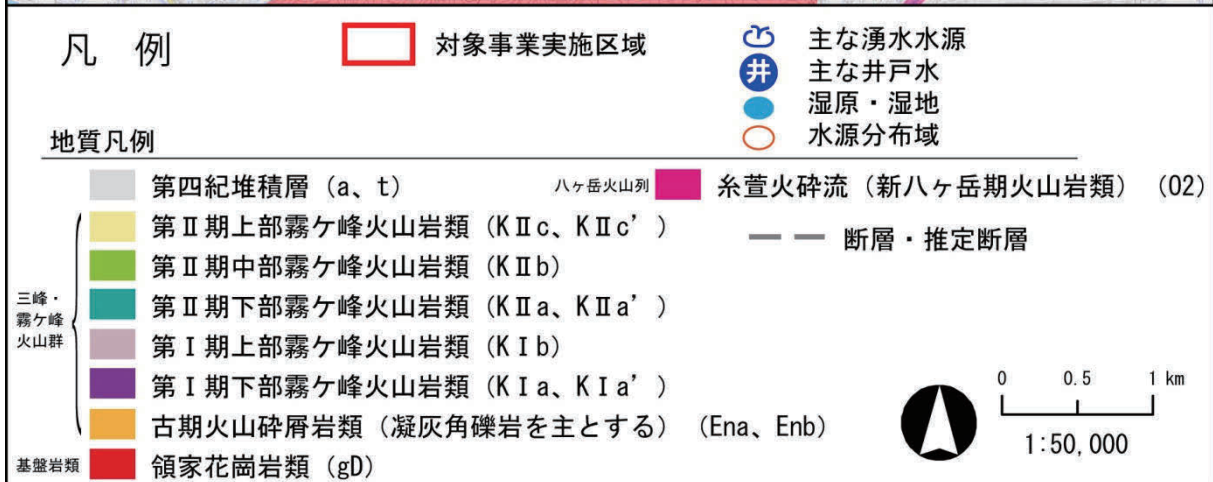 凡 例
対象事業実施区域
主な湧水水源
井 主な井戸水
湿原・湿地
水源分布域
地質凡例
第四紀堆積層 (a、t)
八ヶ岳火山列 糸萱火砕流 (新八ヶ岳期火山岩類) (O2)
第Ⅱ期上部霧ケ峰火山岩類 (KⅡc、KⅡc’)
断層・推定断層
第Ⅱ期中部霧ケ峰火山岩類 (KⅡb)
三峰・
霧ケ峰
火山群
第Ⅱ期下部霧ケ峰火山岩類 (KⅡa、KⅡa’)
第Ⅰ期上部霧ケ峰火山岩類 (KⅠb)
第Ⅰ期下部霧ケ峰火山岩類 (KⅠa、KⅠa’)
古期火山砕屑岩類 (凝灰角礫岩を主とする) (Ena、Enb)
基盤岩類 領家花崗岩類 (gD)
0 0.5 1 km
1:50,000